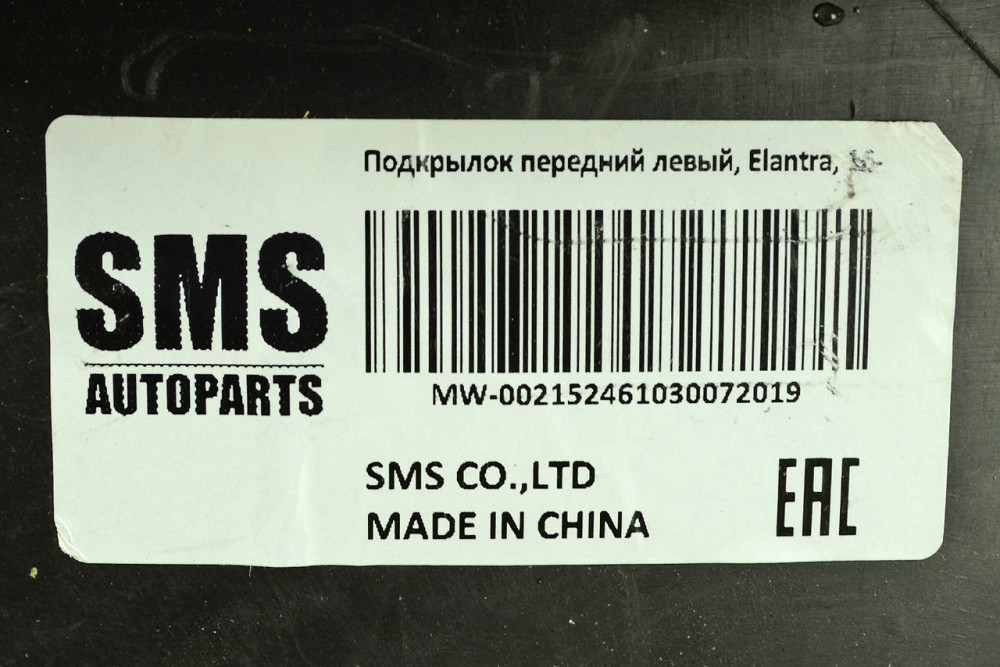 Подкрылок передний левый, Elantra,
SMS
AUTOPARTS
MW-002152461030072019
SMS CO.,LTD
MADE IN CHINA
EAC